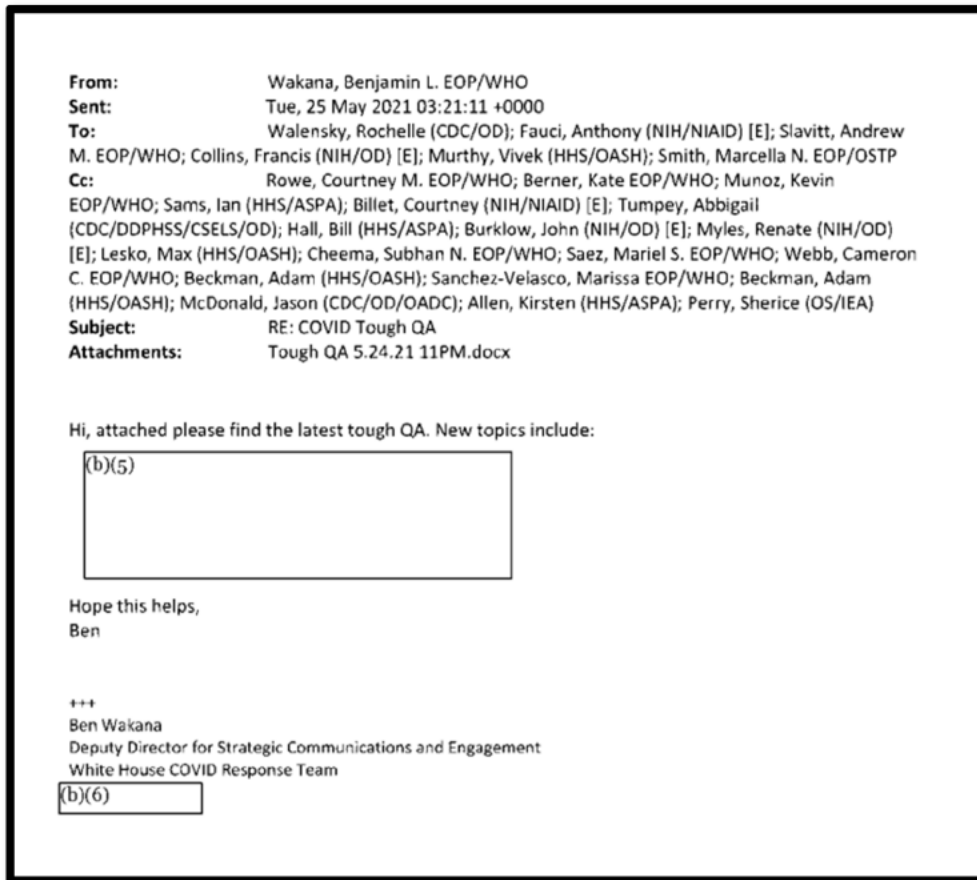 From: Wakana, Benjamin L. EOP/WHO
Sent: Tue, 25 May 2021 03:21:11 +0000
To: Walensky, Rochelle (CDC/OD); Fauci, Anthony (NIH/NIAID) [E]; Slavitt, Andrew
M. EOP/WHO; Collins, Francis (NIH/OD) [E]; Murthy, Vivek (HHS/OASH); Smith, Marcella N. EOP/OSTP
Cc: Rowe, Courtney M. EOP/WHO; Berner, Kate EOP/WHO; Munoz, Kevin
EOP/WHO; Sams, Ian (HHS/ASPA); Billet, Courtney (NIH/NIAID) [E]; Tumpey, Abbigail
(CDC/DDPHSS/CSELS/OD); Hall, Bill (HHS/ASPA); Burklow, John (NIH/OD) [E]; Myles, Renate (NIH/OD)
[E]; Lesko, Max (HHS/OASH); Cheema, Subhan N. EOP/WHO; Saez, Mariel S. EOP/WHO; Webb, Cameron
C. EOP/WHO; Beckman, Adam (HHS/OASH); Sanchez-Velasco, Marissa EOP/WHO; Beckman, Adam
(HHS/OASH); McDonald, Jason (CDC/OD/OADC); Allen, Kirsten (HHS/ASPA); Perry, Sherice (OS/IEA)
Subject: RE: COVID Tough QA
Attachments: Tough QA 5.24.21 11PM.docx
Hi, attached please find the latest tough QA. New topics include:
(b)(5)
Hope this helps,
Ben
+++
Ben Wakana
Deputy Director for Strategic Communications and Engagement
White House COVID Response Team
(b)(6)